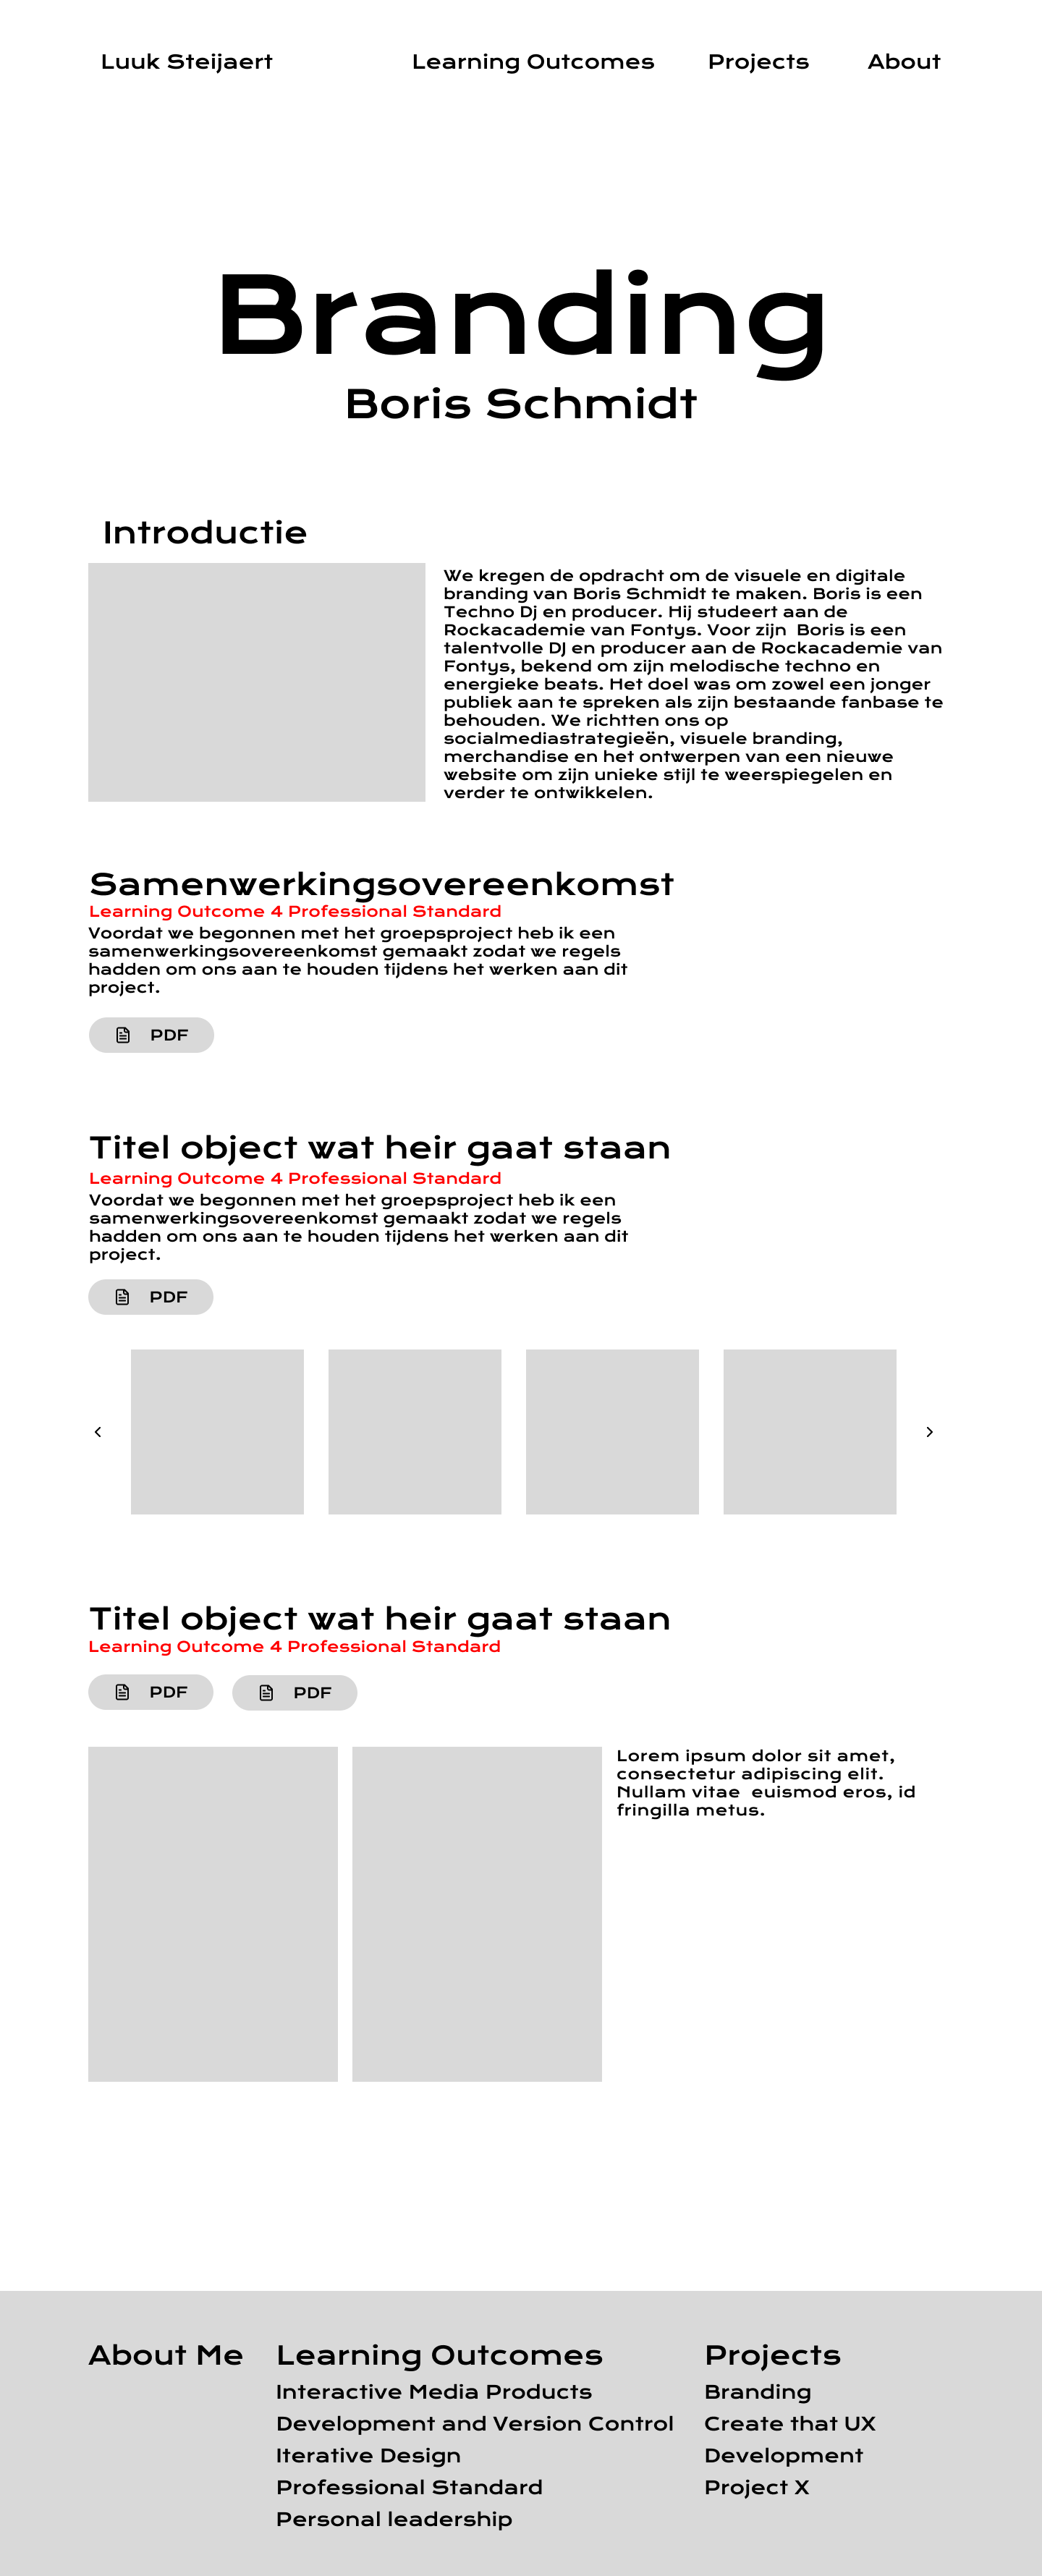 Luuk Steijaert Learning Outcomes Projects About
Branding
Boris Schmidt
Introductie
We kregen de opdracht om de visuele en digitale
branding van Boris Schmidt te maken. Boris is een
Techno Dj en producer. Hij studeert aan de
Rockacademie van Fontys. Voor zijn  Boris is een
talentvolle DJ en producer aan de Rockacademie van
Fontys, bekend om zijn melodische techno en
energieke beats. Het doel was om zowel een jonger
publiek aan te spreken als zijn bestaande fanbase te
behouden. We richtten ons op
socialmediastrategieën, visuele branding,
merchandise en het ontwerpen van een nieuwe
website om zijn unieke stijl te weerspiegelen en
verder te ontwikkelen.
Samenwerkingsovereenkomst
Learning Outcome 4 Professional Standard
Voordat we begonnen met het groepsproject heb ik een
samenwerkingsovereenkomst gemaakt zodat we regels
hadden om ons aan te houden tijdens het werken aan dit
project.
PDF
Titel object wat heir gaat staan
Learning Outcome 4 Professional Standard
Voordat we begonnen met het groepsproject heb ik een
samenwerkingsovereenkomst gemaakt zodat we regels
hadden om ons aan te houden tijdens het werken aan dit
project.
PDF
Titel object wat heir gaat staan
Learning Outcome 4 Professional Standard
PDF PDF
Lorem ipsum dolor sit amet,
consectetur adipiscing elit.
Nullam vitae  euismod eros, id
fringilla metus.
About Me
Learning Outcomes
Interactive Media Products
Development and Version Control
Iterative Design
Professional Standard
Personal leadership
Projects
Branding
Create that UX
Development
Project X